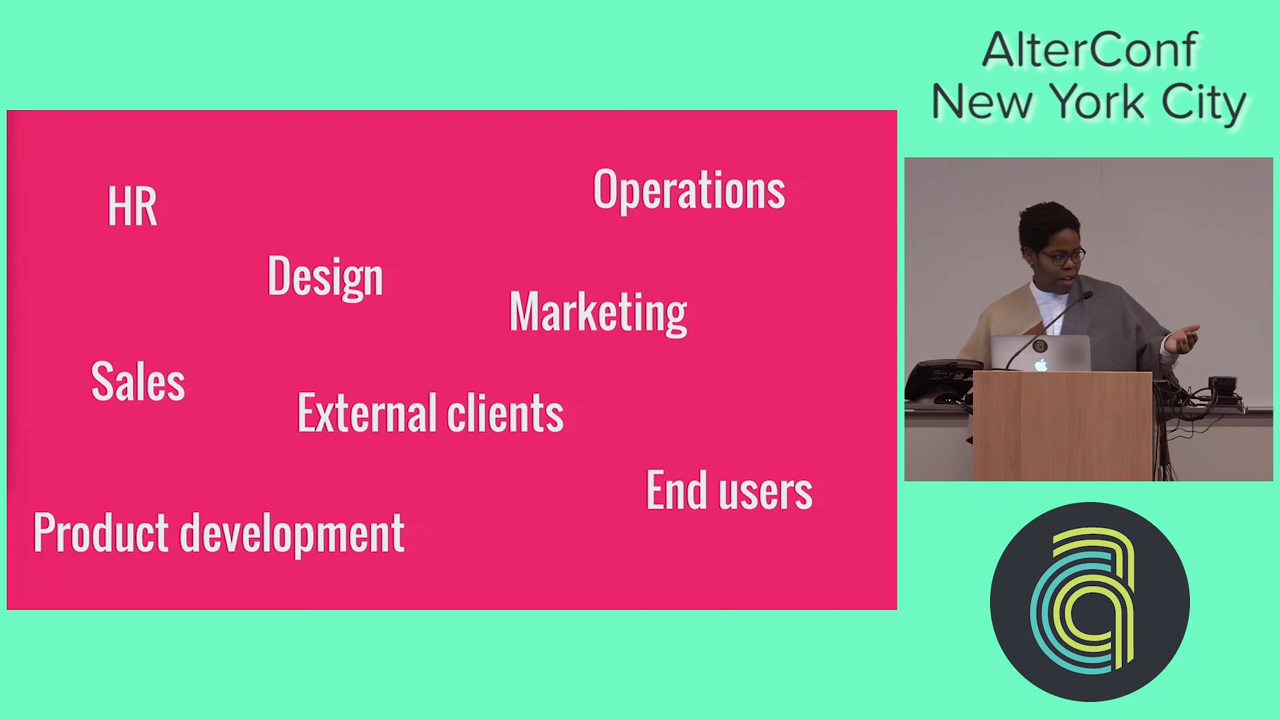 AlterConf
New York City
HR
Operations
Design
Marketing
Sales
External clients
End users
Product development